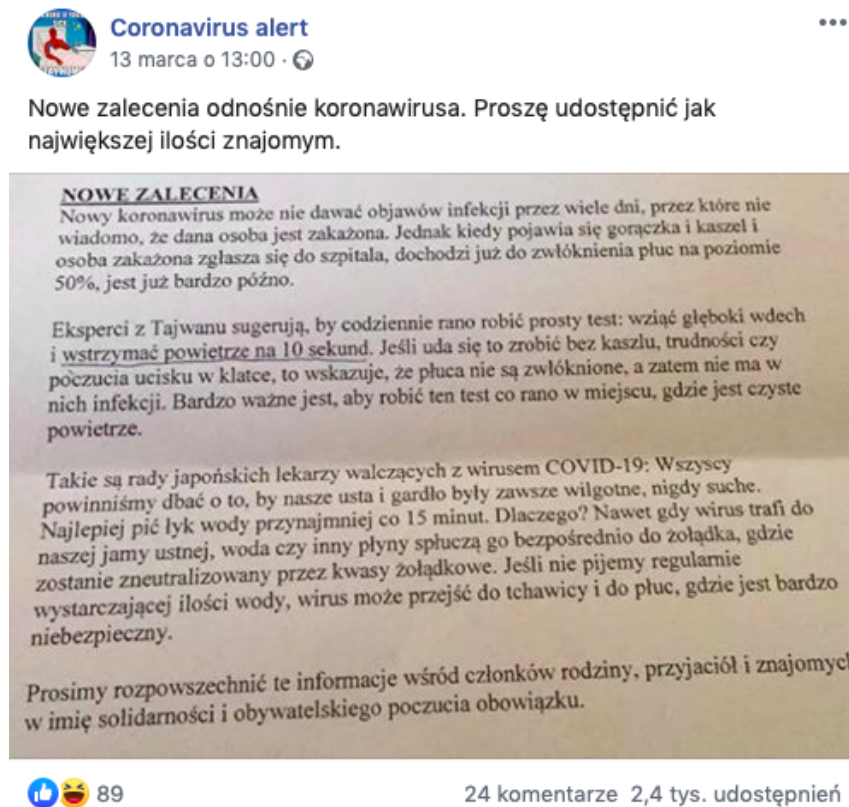 Coronavirus alert
13 marca o 13:00 ·
Nowe zalecenia odnośnie koronawirusa. Proszę udostępnić jak
największej ilości znajomym.
NOWE ZALECENIA
Nowy koronawirus może nie dawać objawów infekcji przez wiele dni, przez które nie
wiadomo, że dana osoba jest zakażona. Jednak kiedy pojawia się gorączka i kaszel i
osoba zakażona zgłasza się do szpitala, dochodzi już do zwłóknienia płuc na poziomie
50%, jest już bardzo późno.
Eksperci z Tajwanu sugerują, by codziennie rano robić prosty test: wziąć głęboki wdech
i wstrzymać powietrze na 10 sekund. Jeśli uda się to zrobić bez kaszlu, trudności czy
poczucia ucisku w klatce, to wskazuje, że płuca nie są zwłóknione, a zatem nie ma w
nich infekcji. Bardzo ważne jest, aby robić ten test co rano w miejscu, gdzie jest czyste
powietrze.
Takie są rady japońskich lekarzy walczących z wirusem COVID-19: Wszyscy
powinniśmy dbać o to, by nasze usta i gardło były zawsze wilgotne, nigdy suche.
Najlepiej pić łyk wody przynajmniej co 15 minut. Dlaczego? Nawet gdy wirus trafi do
naszej jamy ustnej, woda czy inny płyny spłuczą go bezpośrednio do żołądka, gdzie
zostanie zneutralizowany przez kwasy żołądkowe. Jeśli nie pijemy regularnie
wystarczającej ilości wody, wirus może przejść do tchawicy i do płuc, gdzie jest bardzo
niebezpieczny.
Prosimy rozpowszechnić te informacje wśród członków rodziny, przyjaciół i znajomych
w imię solidarności i obywatelskiego poczucia obowiązku.
89
24 komentarze 2,4 tys. udostępnień